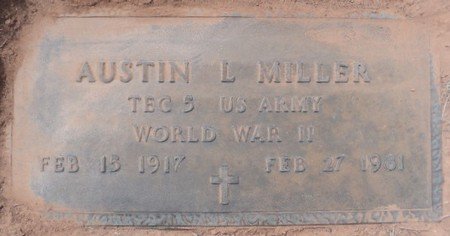 AUSTIN L MILLER
TEC 5 US ARMY
WORLD WAR II
FEB 15 1917 FEB 27 1981